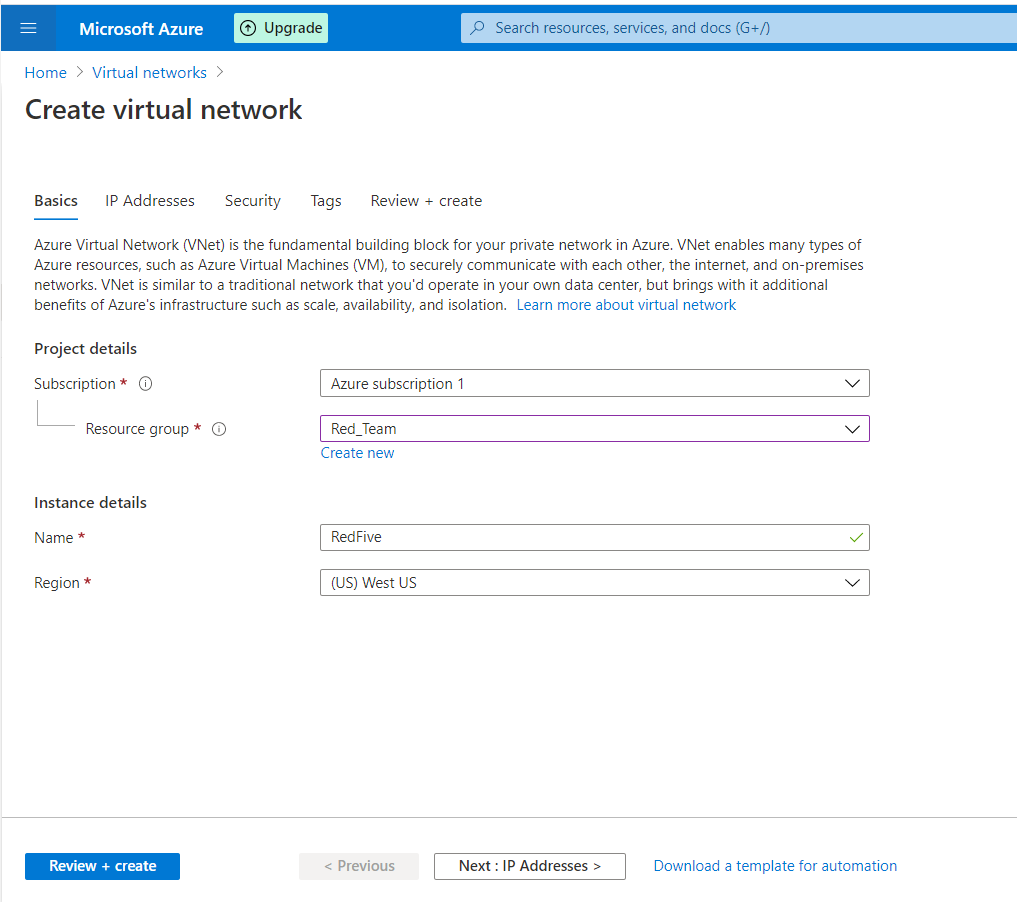 Microsoft Azure
Upgrade
Search resources, services, and docs (G+/)
Home > Virtual networks >
Create virtual network
Basics IP Addresses Security Tags Review + create
Azure Virtual Network (VNet) is the fundamental building block for your private network in Azure. VNet enables many types of
Azure resources, such as Azure Virtual Machines (VM), to securely communicate with each other, the internet, and on-premises
networks. VNet is similar to a traditional network that you'd operate in your own data center, but brings with it additional
benefits of Azure's infrastructure such as scale, availability, and isolation. Learn more about virtual network
Project details
Subscription * Azure subscription 1
Resource group * Red_Team
Create new
Instance details
Name * RedFive
Region * (US) West US
Review + create < Previous Next : IP Addresses > Download a template for automation